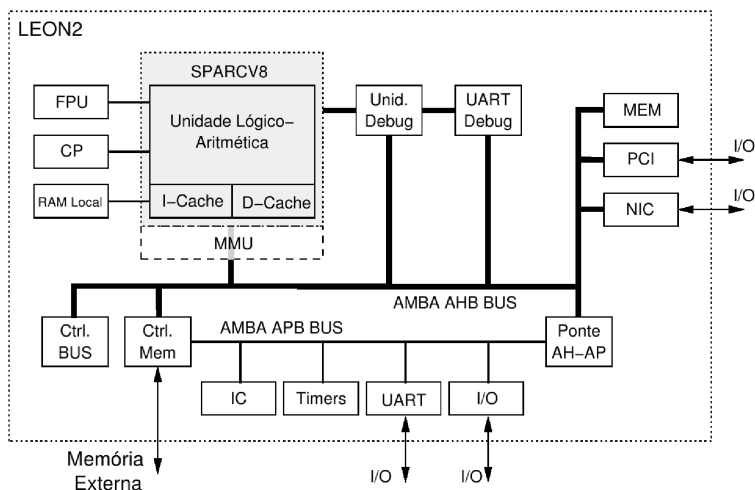 LEON2
SPARCV8
FPU
Unidade Lógico–
Aritmética
Unid.
Debug
UART
Debug
MEM
CP
PCI
I/O
RAM Local
I–Cache
D–Cache
NIC
I/O
MMU
AMBA AHB BUS
Ctrl.
BUS
Ctrl.
Mem
AMBA APB BUS
Ponte
AH–AP
IC
Timers
UART
I/O
Memória
Externa
I/O
I/O